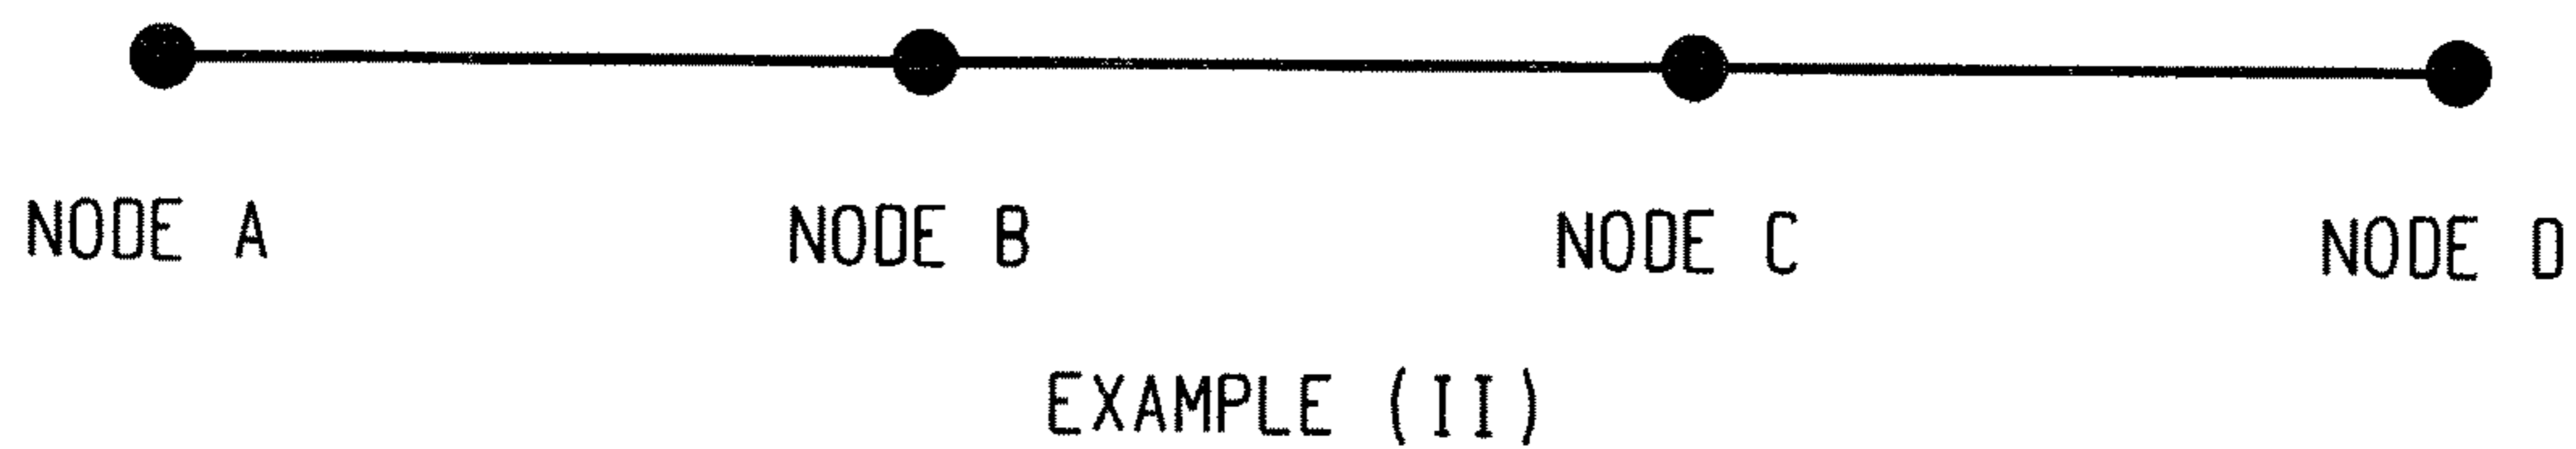 NODE A NODE B NODE C NODE D
EXAMPLE (II)